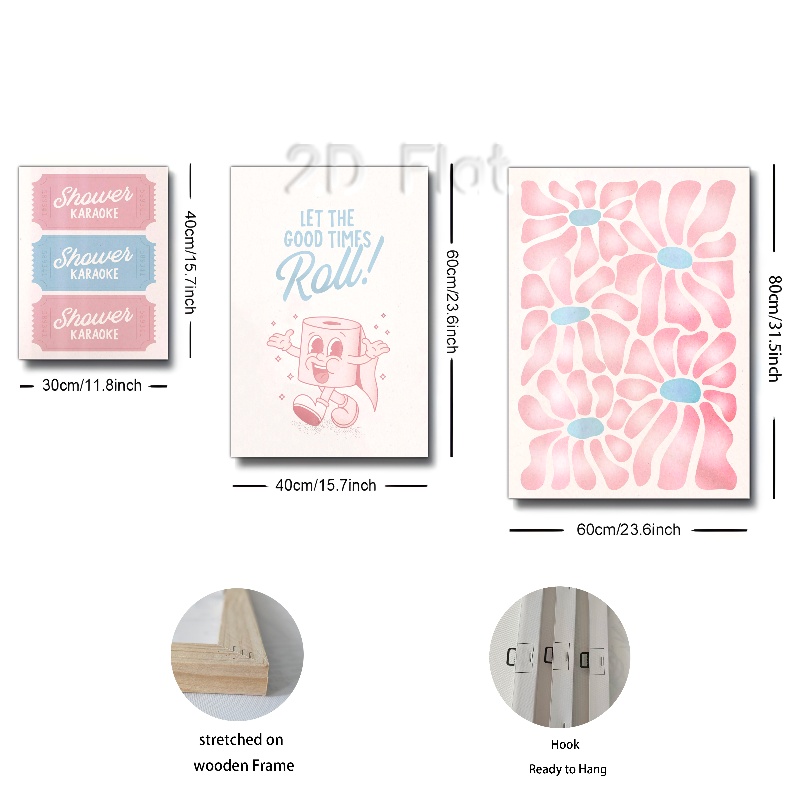 2D Flat
Shower
KARAOKE
Shower
KARAOKE
Shower
KARAOKE
40cm/15.7inch
30cm/11.8inch
LET THE
GOOD TIMES
Roll!
60cm/23.6inch
40cm/15.7inch
80cm/31.5inch
60cm/23.6inch
stretched on
wooden Frame
Hook
Ready to Hang